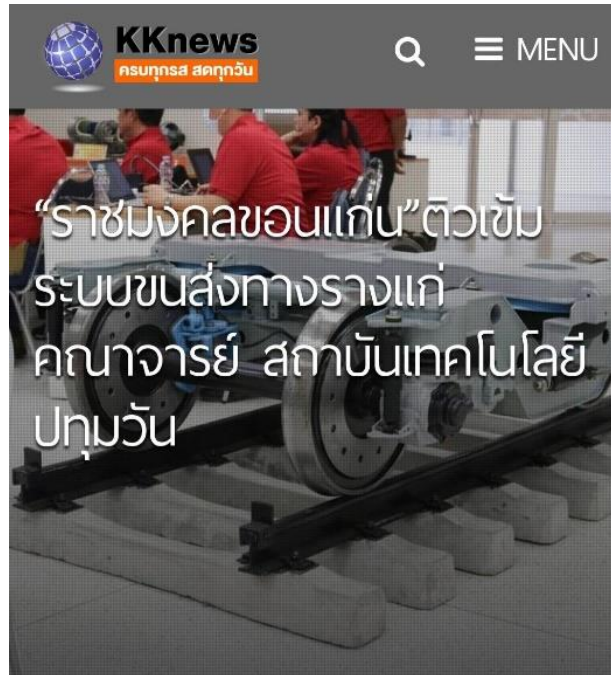 KKnews
ครบทุกรส สดทุกวัน
MENU
“ราชมงคลขอนแก่น”ติวเข้ม
ระบบขนส่งทางรางแก่
คณาจารย์ สถาบันเทคโนโลยี
ปทุมวัน